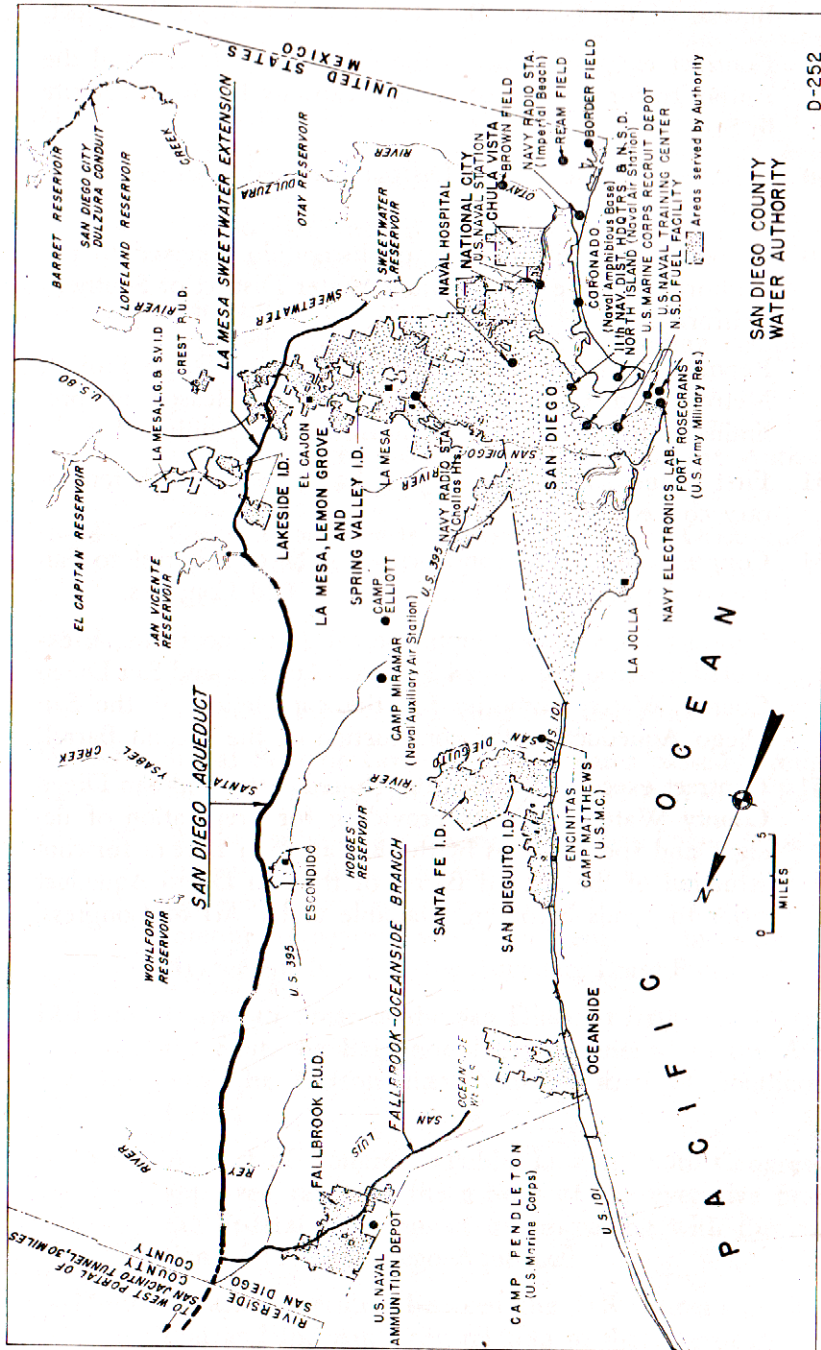 BARRET RESERVOIR
SAN DIEGO CITY
DULZURA CONDUIT
LOVELAND RESERVOIR
UNITED STATES
MEXICO
CREEK
DULZURA
OTAY RESERVOIR
RIVER
OTAY
LA MESA SWEETWATER EXTENSION
RIVER
SWEETWATER
SWEETWATER
RESERVOIR
CREST P.U.D.
U.S. 80
LA MESA, L.G. & S.V. I.D.
EL CAPITAN RESERVOIR
LAKESIDE I.D.
EL CAJON
LA MESA, LEMON GROVE
AND
SPRING VALLEY I.D.
LA MESA
NAVY RADIO STA.
(Challas Hts.)
SAN DIEGO
RIVER
NAVAL HOSPITAL
NATIONAL CITY
U.S. NAVAL STATION
CHULA VISTA
BROWN FIELD
NAVY RADIO STA.
(Imperial Beach)
REAM FIELD
BORDER FIELD
CORONADO
(Naval Amphibious Base)
11th NAV. DIST. HDQTRS & N.S.D.
NORTH ISLAND (Naval Air Station)
U.S. MARINE CORPS RECRUIT DEPOT
U.S. NAVAL TRAINING CENTER
N.S.D. FUEL FACILITY
SAN DIEGO
FORT ROSECRANS
(U.S. Army Military Res.)
NAVY ELECTRONICS LAB.
LA JOLLA
Areas served by Authority
SAN DIEGO COUNTY
WATER AUTHORITY
D-252
SAN VICENTE
RESERVOIR
CAMP
ELLIOTT
U.S. 395
CAMP MIRAMAR
(Naval Auxiliary Air Station)
SAN DIEGO AQUEDUCT
SANTA YSABEL CREEK
WOHLFORD
RESERVOIR
ESCONDIDO
U.S. 395
HODGES
RESERVOIR
RIVER
SAN DIEGUITO
SANTA FE I.D.
SAN DIEGUITO I.D.
ENCINITAS
CAMP MATTHEWS
(U.S.M.C.)
U.S. 101
FALLBROOK-OCEANSIDE BRANCH
OCEANSIDE
WELLS
OCEANSIDE
SAN LUIS REY RIVER
FALLBROOK P.U.D.
U.S. NAVAL
AMMUNITION DEPOT
CAMP PENDLETON
(U.S. Marine Corps)
U.S. 101
TO WEST PORTAL OF
SAN JACINTO TUNNEL, 30 MILES
RIVERSIDE COUNTY
SAN DIEGO COUNTY
PACIFIC OCEAN
N
0 5
MILES